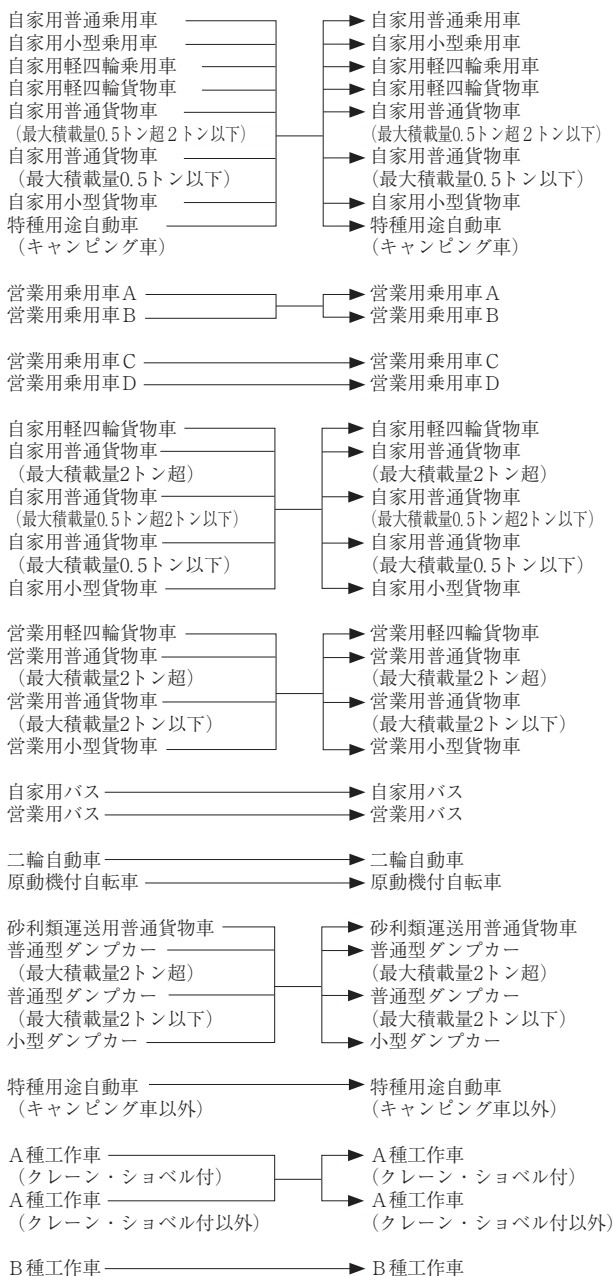 自家用普通乗用車 自家用普通乗用車
自家用小型乗用車 自家用小型乗用車
自家用軽四輪乗用車 自家用軽四輪乗用車
自家用軽四輪貨物車 自家用軽四輪貨物車
自家用普通貨物車 自家用普通貨物車
(最大積載量0.5トン超2トン以下) (最大積載量0.5トン超2トン以下)
自家用普通貨物車 自家用普通貨物車
(最大積載量0.5トン以下) (最大積載量0.5トン以下)
自家用小型貨物車 自家用小型貨物車
特種用途自動車 特種用途自動車
(キャンピング車) (キャンピング車)
営業用乗用車A 営業用乗用車A
営業用乗用車B 営業用乗用車B
営業用乗用車C 営業用乗用車C
営業用乗用車D 営業用乗用車D
自家用軽四輪貨物車 自家用軽四輪貨物車
自家用普通貨物車 自家用普通貨物車
(最大積載量2トン超) (最大積載量2トン超)
自家用普通貨物車 自家用普通貨物車
(最大積載量0.5トン超2トン以下) (最大積載量0.5トン超2トン以下)
自家用普通貨物車 自家用普通貨物車
(最大積載量0.5トン以下) (最大積載量0.5トン以下)
自家用小型貨物車 自家用小型貨物車
営業用軽四輪貨物車 営業用軽四輪貨物車
営業用普通貨物車 営業用普通貨物車
(最大積載量2トン超) (最大積載量2トン超)
営業用普通貨物車 営業用普通貨物車
(最大積載量2トン以下) (最大積載量2トン以下)
営業用小型貨物車 営業用小型貨物車
自家用バス 自家用バス
営業用バス 営業用バス
二輪自動車 二輪自動車
原動機付自転車 原動機付自転車
砂利類運送用普通貨物車 砂利類運送用普通貨物車
普通型ダンプカー 普通型ダンプカー
(最大積載量2トン超) (最大積載量2トン超)
普通型ダンプカー 普通型ダンプカー
(最大積載量2トン以下) (最大積載量2トン以下)
小型ダンプカー 小型ダンプカー
特種用途自動車 特種用途自動車
(キャンピング車以外) (キャンピング車以外)
A種工作車 A種工作車
(クレーン・ショベル付) (クレーン・ショベル付)
A種工作車 A種工作車
(クレーン・ショベル付以外) (クレーン・ショベル付以外)
B種工作車 B種工作車